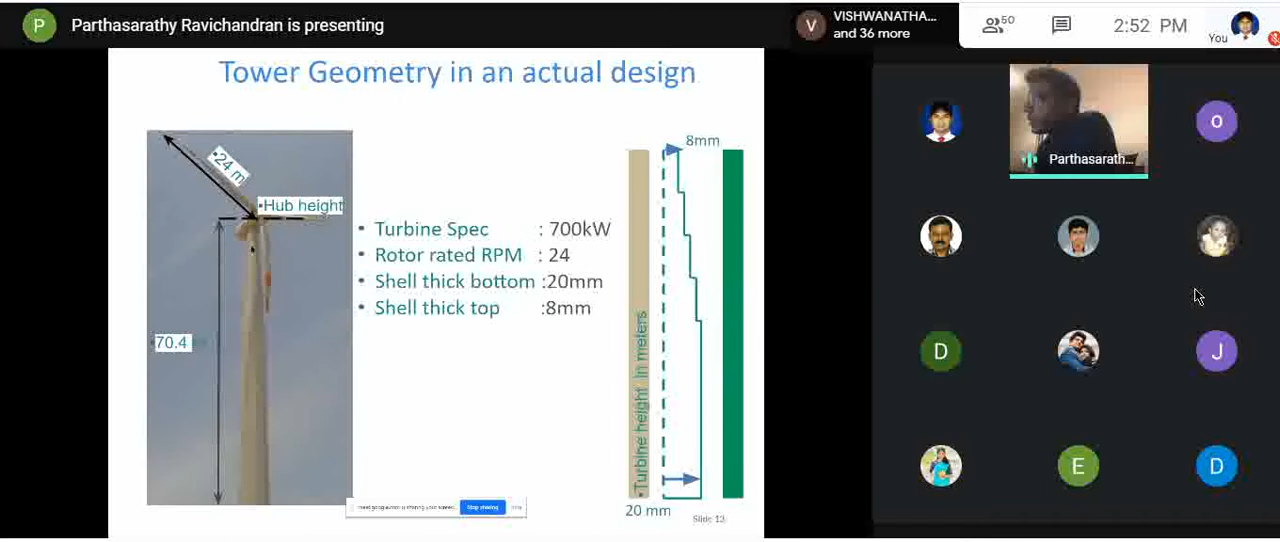 P
Parthasarathy Ravichandran is presenting
V
VISHWANATHA...
and 36 more
50
2:52 PM
You
Tower Geometry in an actual design
•24 m
•Hub height
•70.4
• Turbine Spec : 700kW
• Rotor rated RPM : 24
• Shell thick bottom :20mm
• Shell thick top :8mm
8mm
•Turbine height in meters
20 mm
Slide 13
Stop sharing
o
Parthasarath...
D
J
E
D